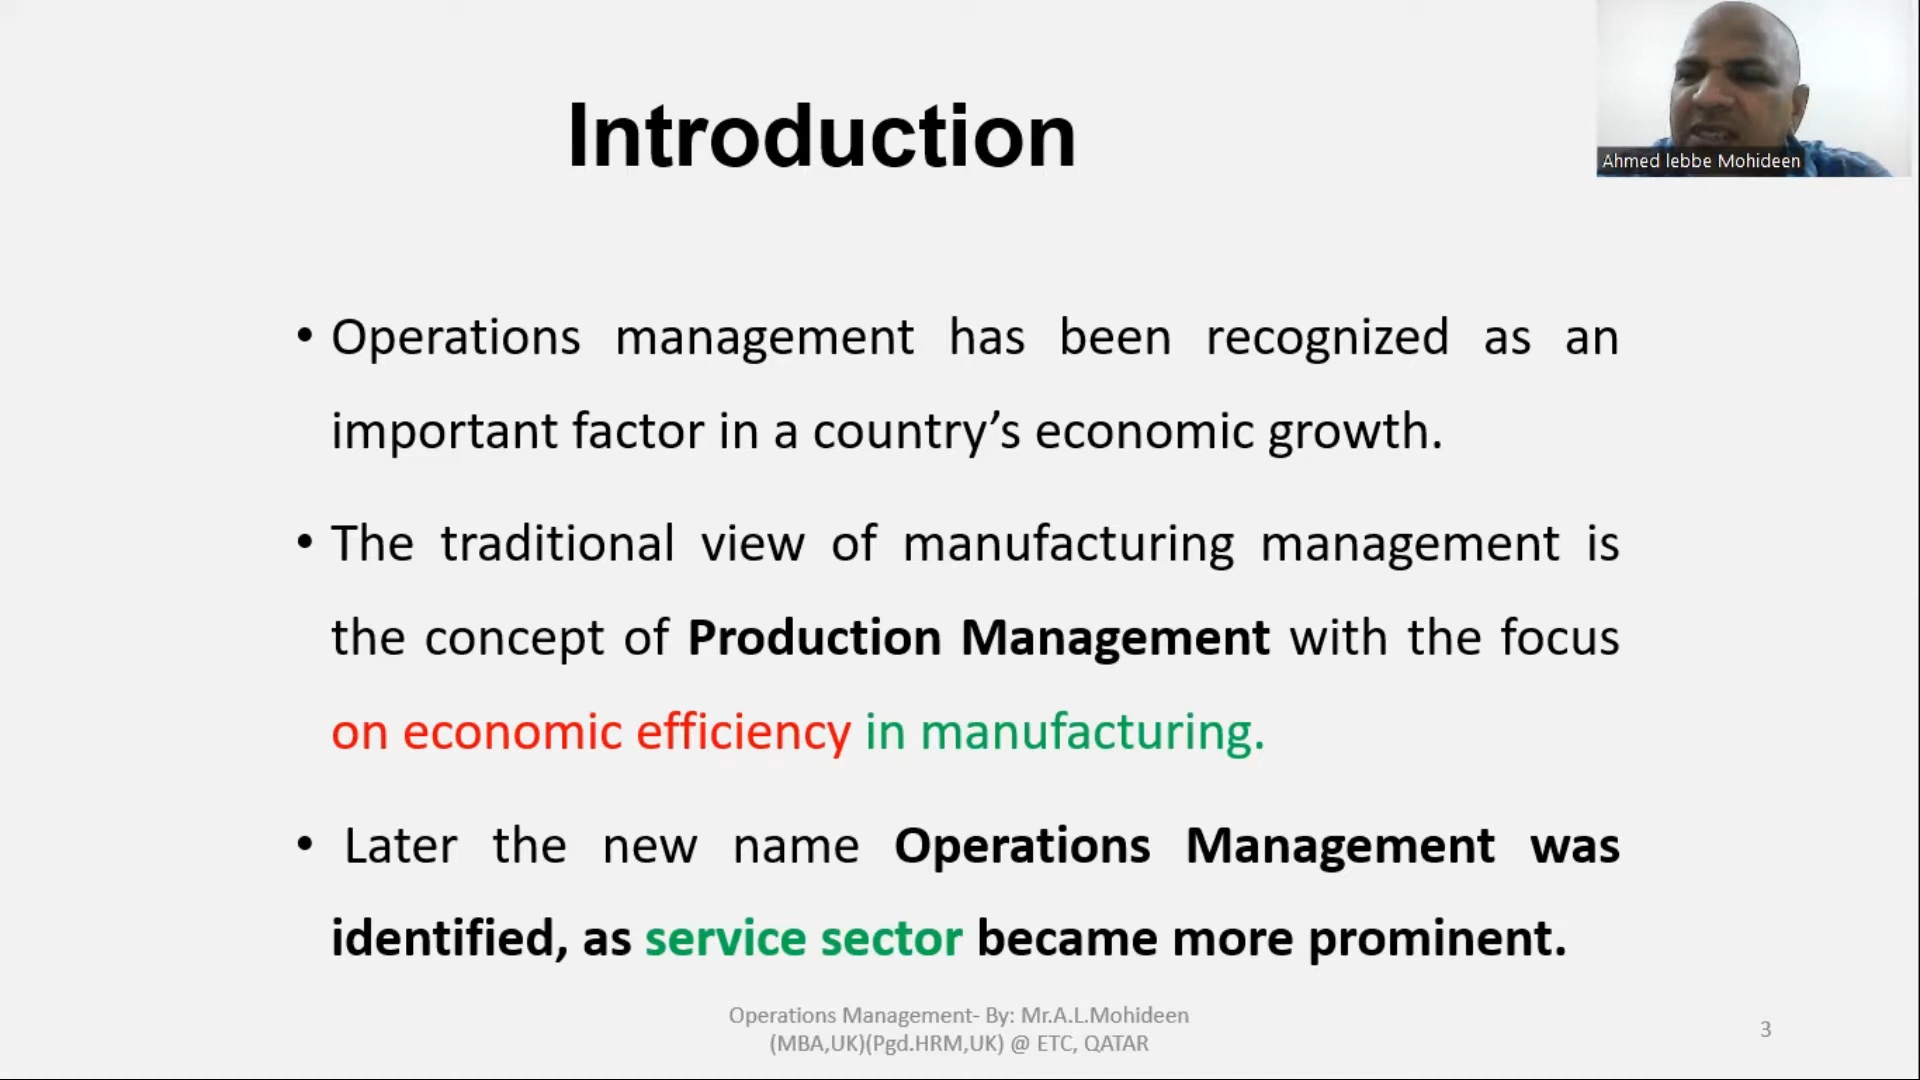 Introduction
Ahmed lebbe Mohideen
• Operations management has been recognized as an
important factor in a country’s economic growth.
• The traditional view of manufacturing management is
the concept of Production Management with the focus
on economic efficiency in manufacturing.
• Later the new name Operations Management was
identified, as service sector became more prominent.
Operations Management- By: Mr.A.L.Mohideen
(MBA,UK)(Pgd.HRM,UK) @ ETC, QATAR
3